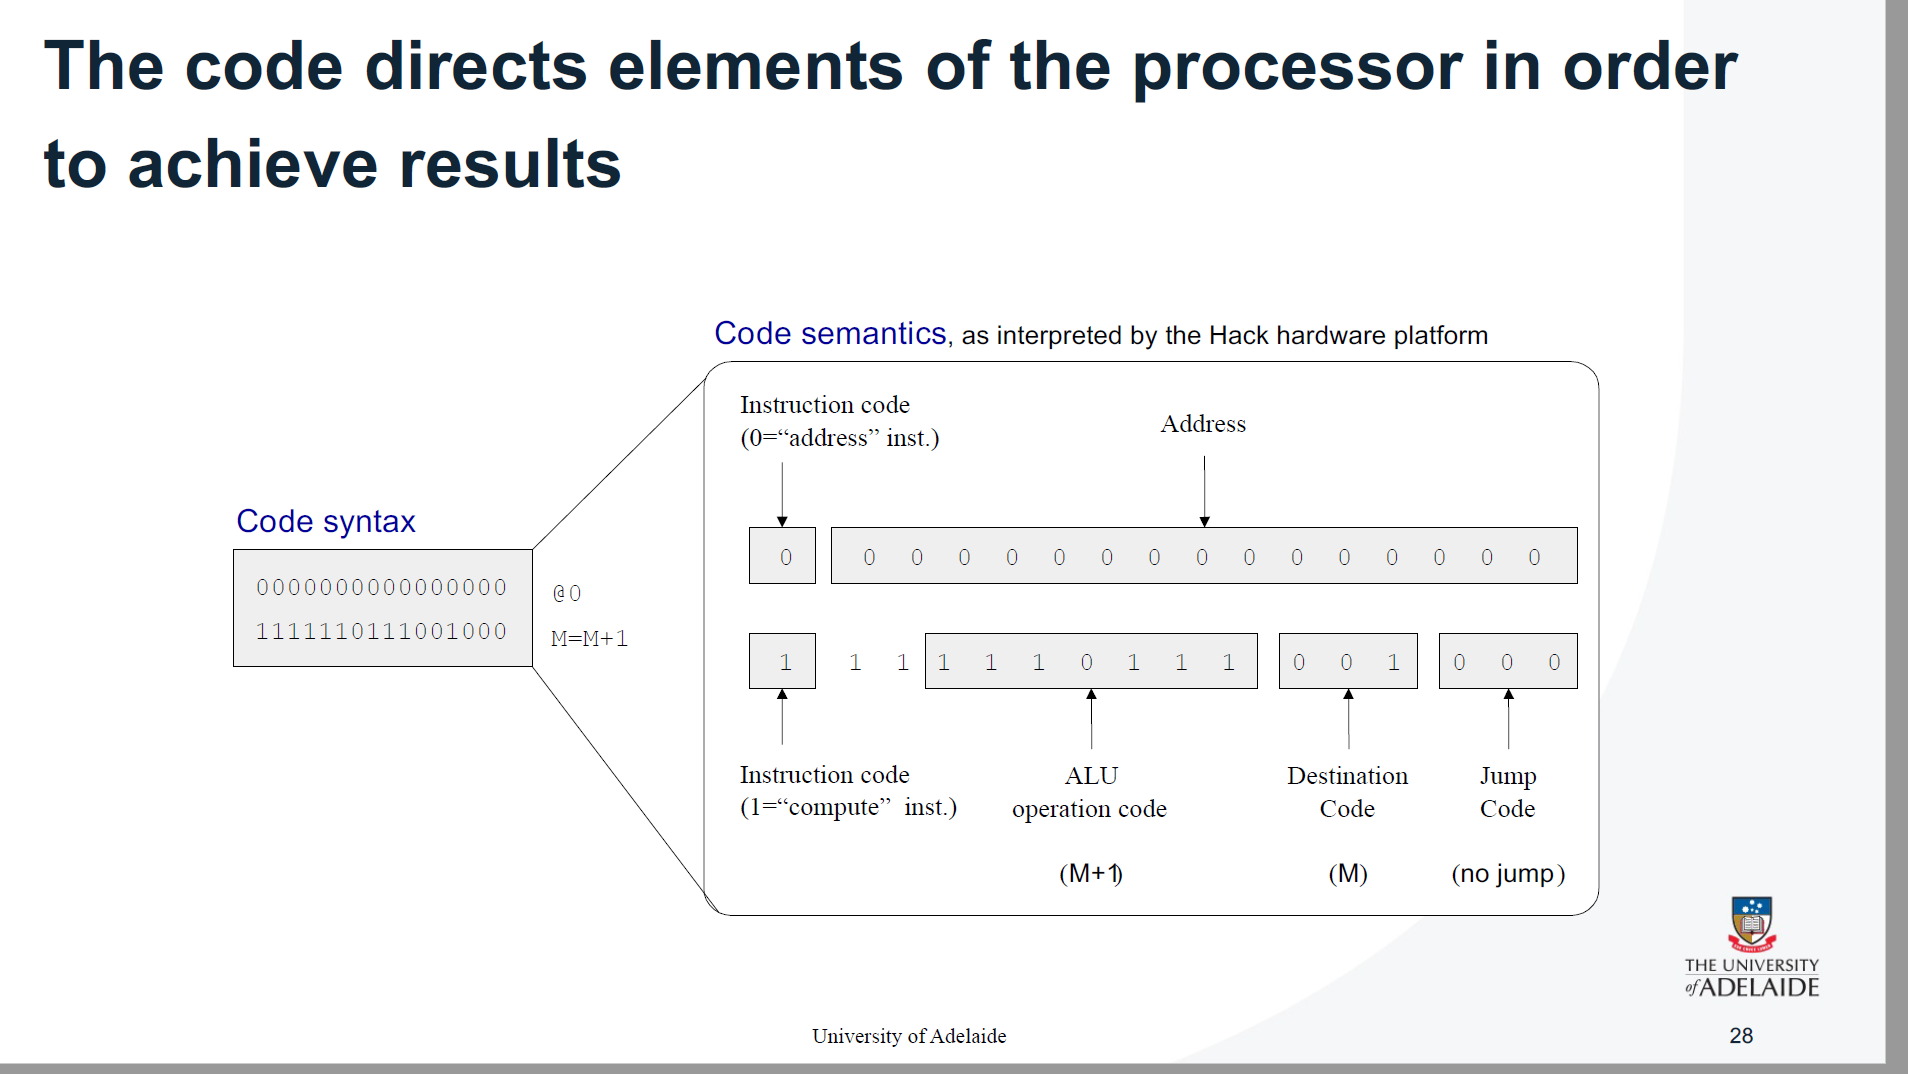 The code directs elements of the processor in order
to achieve results
Code semantics, as interpreted by the Hack hardware platform
Instruction code
(0=“address” inst.)
Address
Code syntax
0000000000000000
1111110111001000
@0
M=M+1
0 0 0 0 0 0 0 0 0 0 0 0 0 0 0 0
1 1 1 1 1 1 0 1 1 1 0 0 1 0 0 0
Instruction code
(1=“compute” inst.)
ALU
operation code
(M+1)
Destination
Code
(M)
Jump
Code
(no jump)
THE UNIVERSITY
of ADELAIDE
University of Adelaide
28